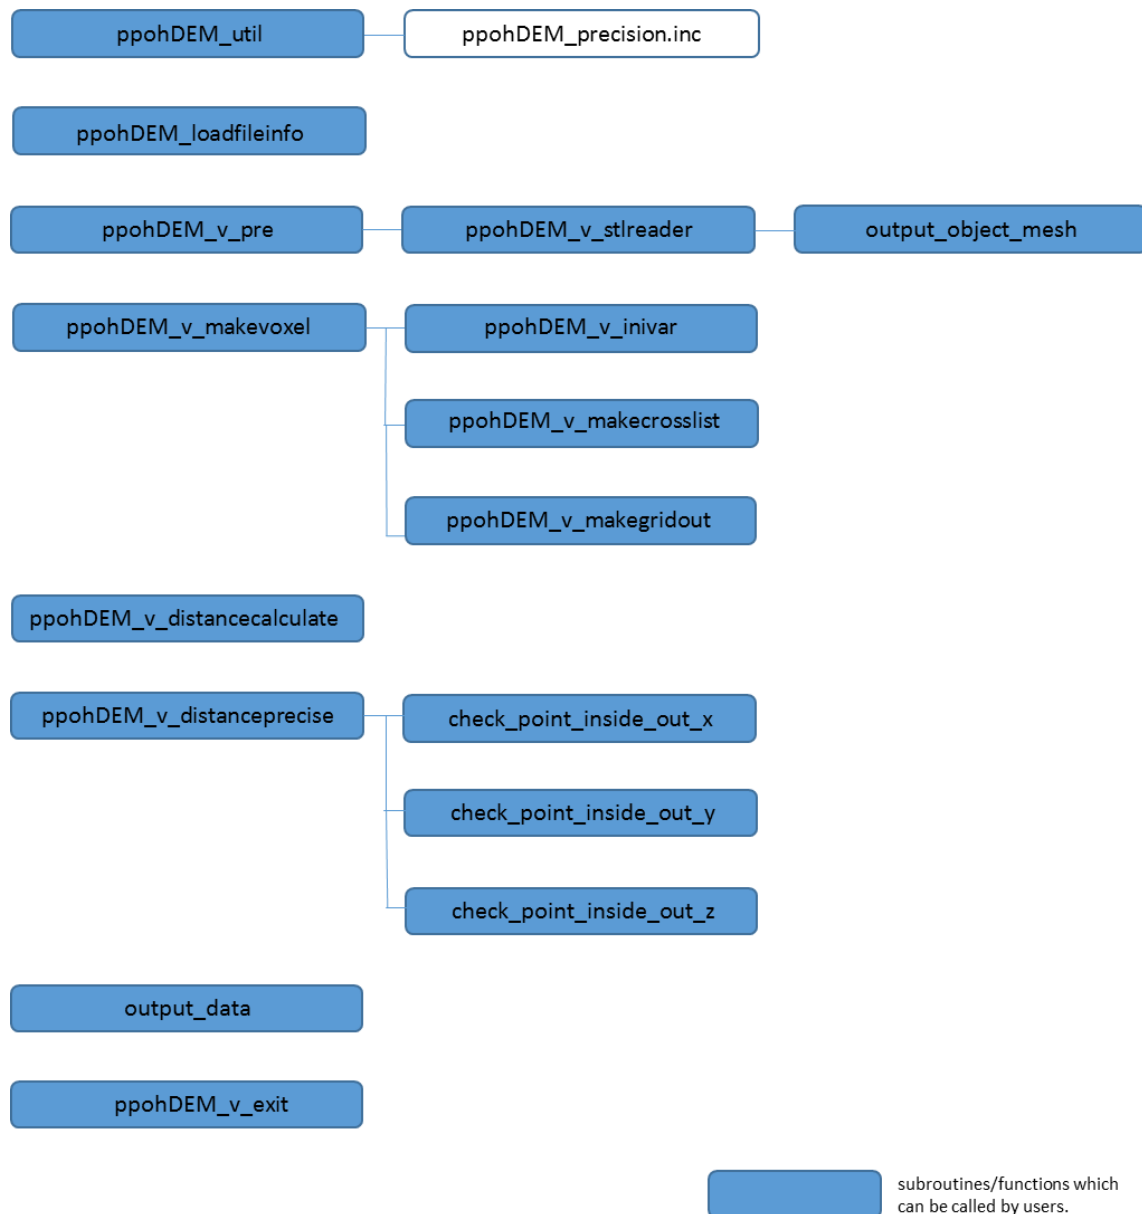 ppohDEM_util
ppohDEM_precision.inc
ppohDEM_loadfileinfo
ppohDEM_v_pre
ppohDEM_v_stlreader
output_object_mesh
ppohDEM_v_makevoxel
ppohDEM_v_inivar
ppohDEM_v_makecrosslist
ppohDEM_v_makegridout
ppohDEM_v_distancecalculate
ppohDEM_v_distanceprecise
check_point_inside_out_x
check_point_inside_out_y
check_point_inside_out_z
output_data
ppohDEM_v_exit
subroutines/functions which
can be called by users.